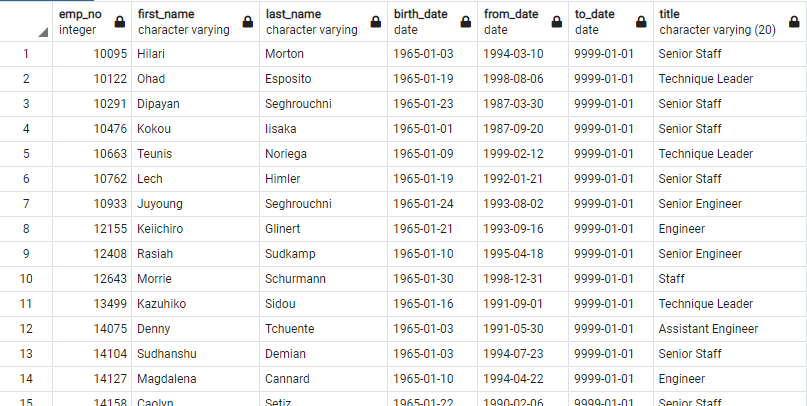 emp_no first_name last_name birth_date from_date to_date title
integer character varying character varying date date date character varying (20)
1 10095 Hilari Morton 1965-01-03 1994-03-10 9999-01-01 Senior Staff
2 10122 Ohad Esposito 1965-01-19 1998-08-06 9999-01-01 Technique Leader
3 10291 Dipayan Seghrouchni 1965-01-23 1987-03-30 9999-01-01 Senior Staff
4 10476 Kokou Iisaka 1965-01-01 1987-09-20 9999-01-01 Senior Staff
5 10663 Teunis Noriega 1965-01-09 1999-02-12 9999-01-01 Technique Leader
6 10762 Lech Himler 1965-01-19 1992-01-21 9999-01-01 Senior Staff
7 10933 Juyoung Seghrouchni 1965-01-24 1993-08-02 9999-01-01 Senior Engineer
8 12155 Keiichiro Glinert 1965-01-21 1993-09-16 9999-01-01 Engineer
9 12408 Rasiah Sudkamp 1965-01-10 1995-04-18 9999-01-01 Senior Engineer
10 12643 Morrie Schurmann 1965-01-30 1998-12-31 9999-01-01 Staff
11 13499 Kazuhiko Sidou 1965-01-16 1991-09-01 9999-01-01 Technique Leader
12 14075 Denny Tchuente 1965-01-03 1991-05-30 9999-01-01 Assistant Engineer
13 14104 Sudhanshu Demian 1965-01-03 1994-07-23 9999-01-01 Senior Staff
14 14127 Magdalena Cannard 1965-01-10 1994-04-22 9999-01-01 Engineer
15 14158 Caolyn Setiz 1965-01-22 1990-02-06 9999-01-01 Senior Staff